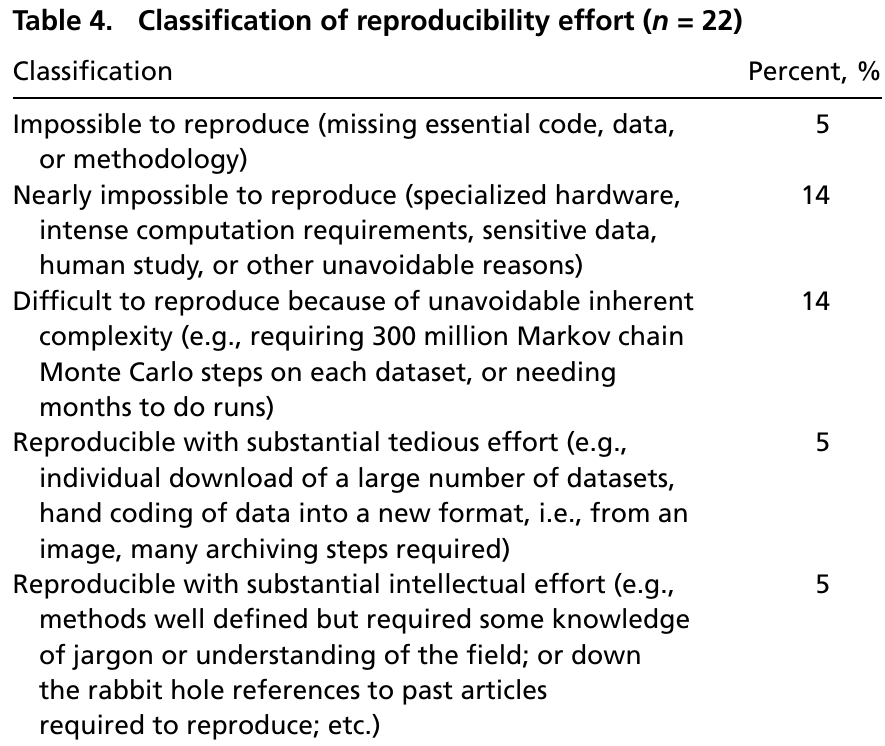 Table 4. Classification of reproducibility effort (n = 22)
Classification Percent, %
Impossible to reproduce (missing essential code, data, 5
or methodology)
Nearly impossible to reproduce (specialized hardware, 14
intense computation requirements, sensitive data,
human study, or other unavoidable reasons)
Difficult to reproduce because of unavoidable inherent 14
complexity (e.g., requiring 300 million Markov chain
Monte Carlo steps on each dataset, or needing
months to do runs)
Reproducible with substantial tedious effort (e.g., 5
individual download of a large number of datasets,
hand coding of data into a new format, i.e., from an
image, many archiving steps required)
Reproducible with substantial intellectual effort (e.g., 5
methods well defined but required some knowledge
of jargon or understanding of the field; or down
the rabbit hole references to past articles
required to reproduce; etc.)